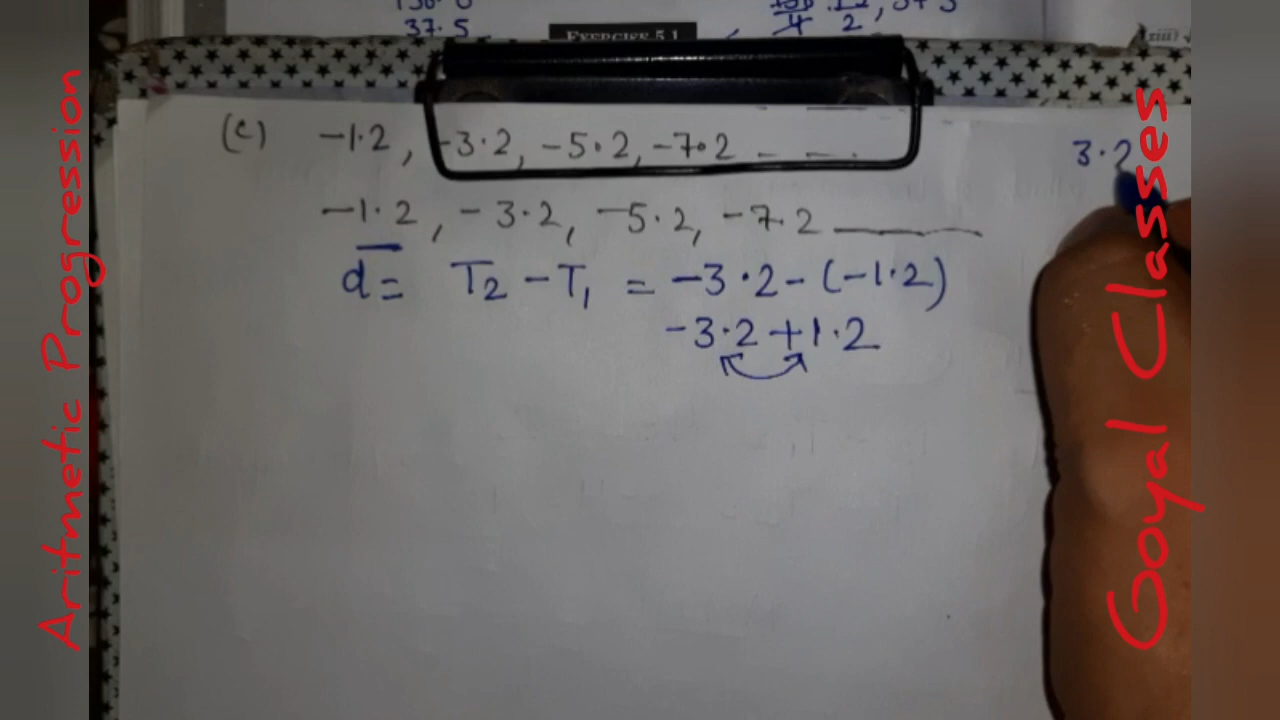 Aritmetic Progression
37.5
EXERCISE 5.1
(c) -1.2, -3.2, -5.2, -7.2 - - .
3.2
-1.2, -3.2, -5.2, -7.2
d = T2 - T1 = -3.2 - (-1.2)
-3.2 + 1.2
Goyal Classes